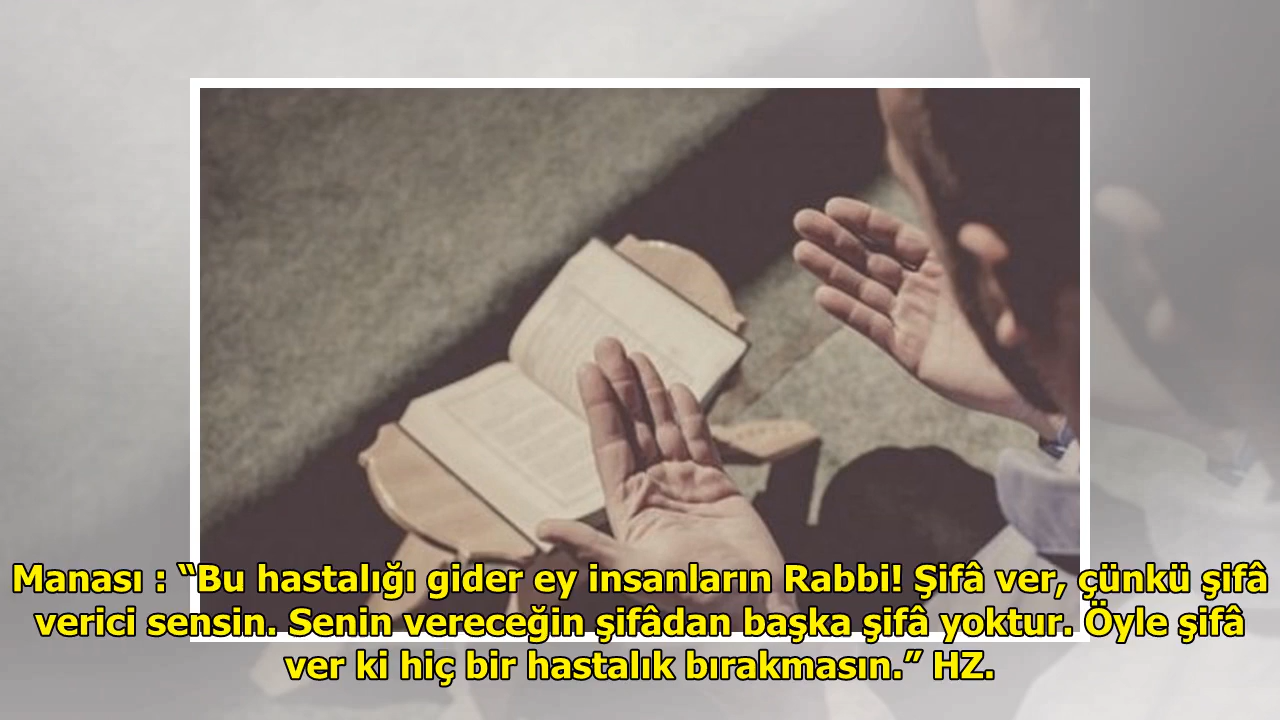 Manası : “Bu hastalığı gider ey insanların Rabbi! Şifâ ver, çünkü şifâ
verici sensin. Senin vereceğin şifâdan başka şifâ yoktur. Öyle şifâ
ver ki hiç bir hastalık bırakmasın.” HZ.